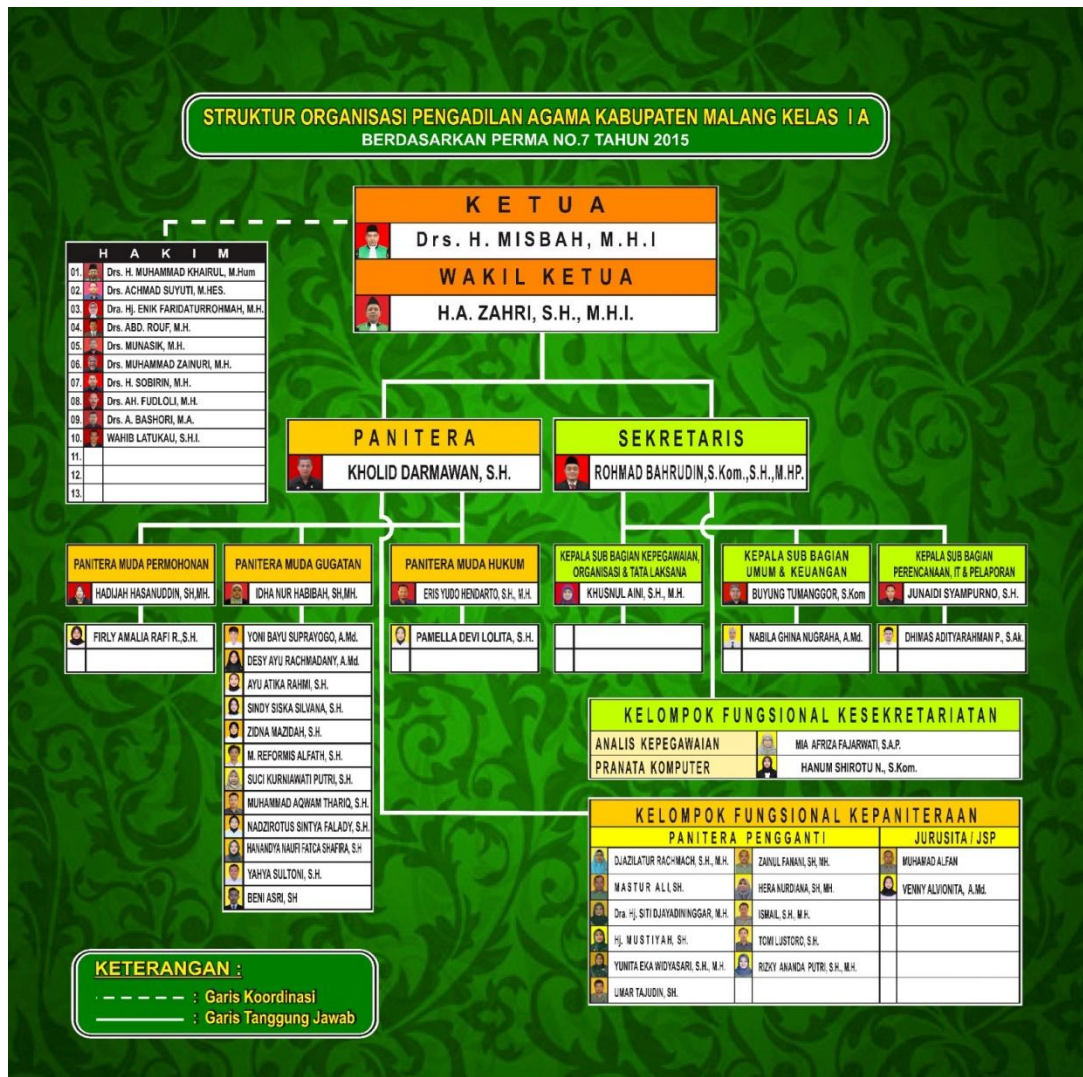 STRUKTUR ORGANISASI PENGADILAN AGAMA KABUPATEN MALANG KELAS I A
BERDASARKAN PERMA NO.7 TAHUN 2015
K E T U A
Drs. H. MISBAH, M.H.I
WAKIL KETUA
H.A. ZAHRI, S.H., M.H.I.
H A K I M
01. Drs. H. MUHAMMAD KHAIRUL, M.Hum
02. Drs. ACHMAD SUYUTI, M.HES.
03. Dra. Hj. ENIK FARIDATURROHMAH, M.H.
04. Drs. ABD. ROUF, M.H.
05. Drs. MUNASIK, M.H.
06. Drs. MUHAMMAD ZAINURI, M.H.
07. Drs. H. SOBIRIN, M.H.
08. Drs. AH. FUDLOLI, M.H.
09. Drs. A. BASHORI, M.A.
10. WAHIB LATUKAU, S.H.I.
11.
12.
13.
PANITERA
KHOLID DARMAWAN, S.H.
SEKRETARIS
ROHMAD BAHRUDIN,S.Kom.,S.H.,M.HP.
PANITERA MUDA PERMOHONAN
HADIJAH HASANUDDIN, SH,MH.
FIRLY AMALIA RAFI R.,S.H.
PANITERA MUDA GUGATAN
IDHA NUR HABIBAH, SH,MH.
YONI BAYU SUPRAYOGO, A.Md.
DESY AYU RACHMADANY, A.Md.
AYU ATIKA RAHMI, S.H.
SINDY SISKA SILVANA, S.H.
ZIDNA MAZIDAH, S.H.
M. REFORMIS ALFATH, S.H.
SUCI KURNIAWATI PUTRI, S.H.
MUHAMMAD AQWAM THARIQ, S.H.
NADZIROTUS SINTYA FALADY, S.H.
HANANDYA NAUFI FATCA SHAFIRA, S.H
YAHYA SULTONI, S.H.
BENI ASRI, SH
PANITERA MUDA HUKUM
ERIS YUDO HENDARTO, S.H., M.H.
PAMELLA DEVI LOLITA, S.H.
KEPALA SUB BAGIAN KEPEGAWAIAN,
ORGANISASI & TATA LAKSANA
KHUSNUL AINI, S.H., M.H.
KEPALA SUB BAGIAN
UMUM & KEUANGAN
BUYUNG TUMANGGOR, S.Kom
NABILA GHINA NUGRAHA, A.Md.
KEPALA SUB BAGIAN
PERENCANAAN, IT & PELAPORAN
JUNAIDI SYAMPURNO, S.H.
DHIMAS ADITYARAHMAN P., S.Ak.
KELOMPOK FUNGSIONAL KESEKRETARIATAN
ANALIS KEPEGAWAIAN MIA AFRIZA FAJARWATI, S.A.P.
PRANATA KOMPUTER HANUM SHIROTU N., S.Kom.
KELOMPOK FUNGSIONAL KEPANITERAAN
PANITERA PENGGANTI JURUSITA / JSP
DJAZILATUR RACHMACH, S.H., M.H. ZAINUL FANANI, SH, MH. MUHAMAD ALFAN
MASTUR ALI,SH. HERA NURDIANA, SH, MH. VENNY ALVIONITA, A.Md.
Dra. Hj. SITI DJAYADININGGAR, M.H. ISMAIL, S.H., M.H.
Hj. MUSTIYAH, SH. TOMI LUSTORO, S.H.
YUNITA EKA WIDYASARI, S.H., M.H. RIZKY ANANDA PUTRI, S.H., M.H.
UMAR TAJUDIN, SH.
KETERANGAN :
: Garis Koordinasi
: Garis Tanggung Jawab